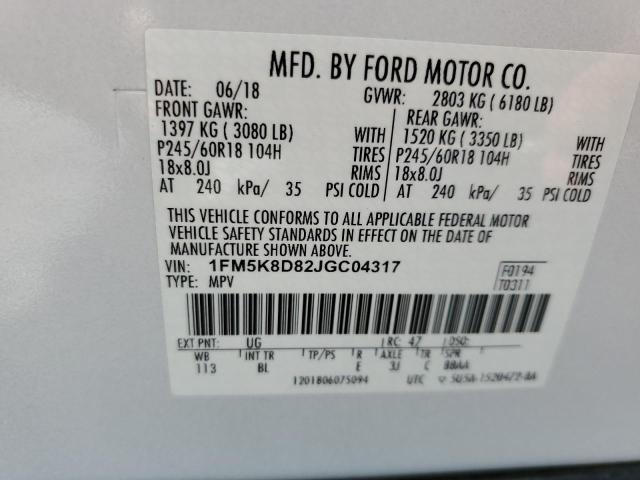 MFD. BY FORD MOTOR CO.
DATE: 06/18 GVWR: 2803 KG ( 6180 LB)
FRONT GAWR: REAR GAWR:
1397 KG ( 3080 LB) WITH 1520 KG ( 3350 LB) WITH
P245/60R18 104H TIRES P245/60R18 104H TIRES
18x8.0J RIMS 18x8.0J RIMS
AT 240 kPa/ 35 PSI COLD AT 240 kPa/ 35 PSI COLD
THIS VEHICLE CONFORMS TO ALL APPLICABLE FEDERAL MOTOR
VEHICLE SAFETY STANDARDS IN EFFECT ON THE DATE OF
MANUFACTURE SHOWN ABOVE.
VIN: 1FM5K8D82JGC04317 F0194
TYPE: MPV T0311
EXT PNT: UG RC: 47 DSO:
WB INT TR TP/PS R AXLE TR SPR
113 BL E 3J C
1201806075094 UTC